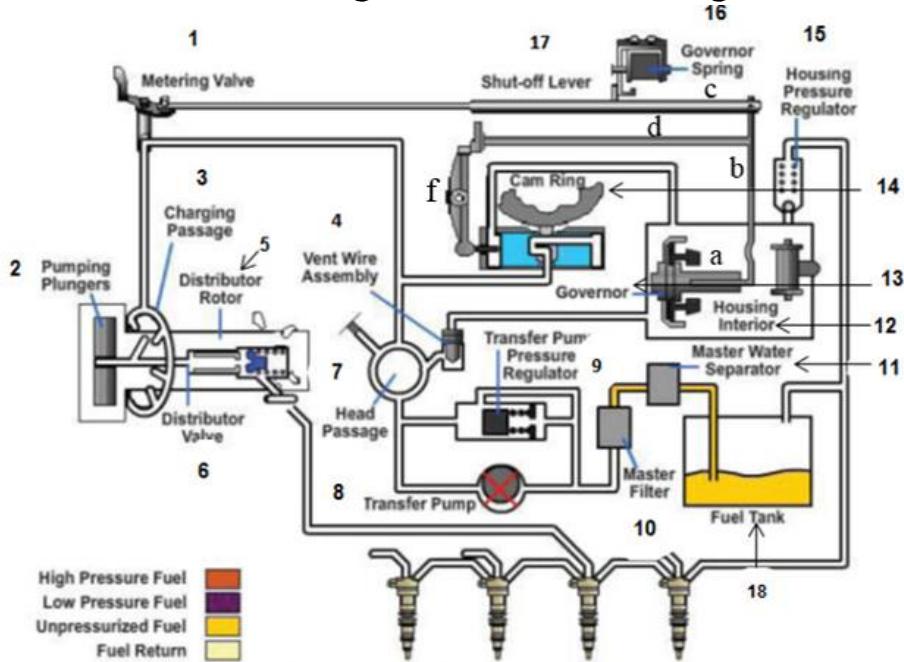 16
1
17
15
Metering Valve
Shut-off Lever
Governor
Spring
Housing
Pressure
Regulator
c
d
b
3
Charging
Passage
4
f
Cam Ring
14
5
2
Pumping
Plungers
Distributor
Rotor
Vent Wire
Assembly
a
Governor
13
Housing
Interior
12
7
Transfer Pump
Pressure
Regulator
9
Master Water
Separator
11
Head
Passage
Distributor
Valve
6
8
Transfer Pump
Master
Filter
Fuel Tank
10
18
High Pressure Fuel
Low Pressure Fuel
Unpressurized Fuel
Fuel Return